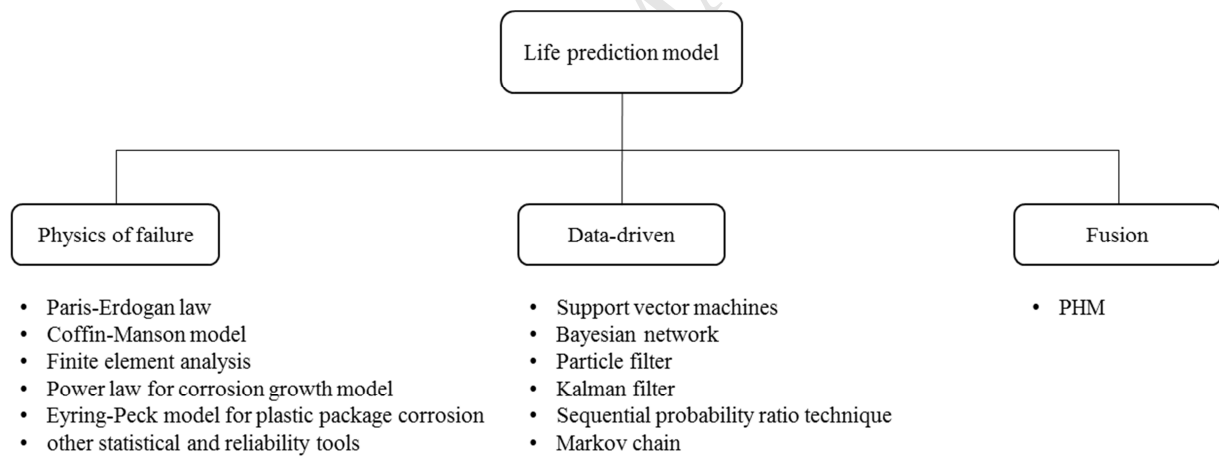 Life prediction model
Physics of failure
Data-driven
Fusion
• Paris-Erdogan law
• Coffin-Manson model
• Finite element analysis
• Power law for corrosion growth model
• Eyring-Peck model for plastic package corrosion
• other statistical and reliability tools
• Support vector machines
• Bayesian network
• Particle filter
• Kalman filter
• Sequential probability ratio technique
• Markov chain
• PHM